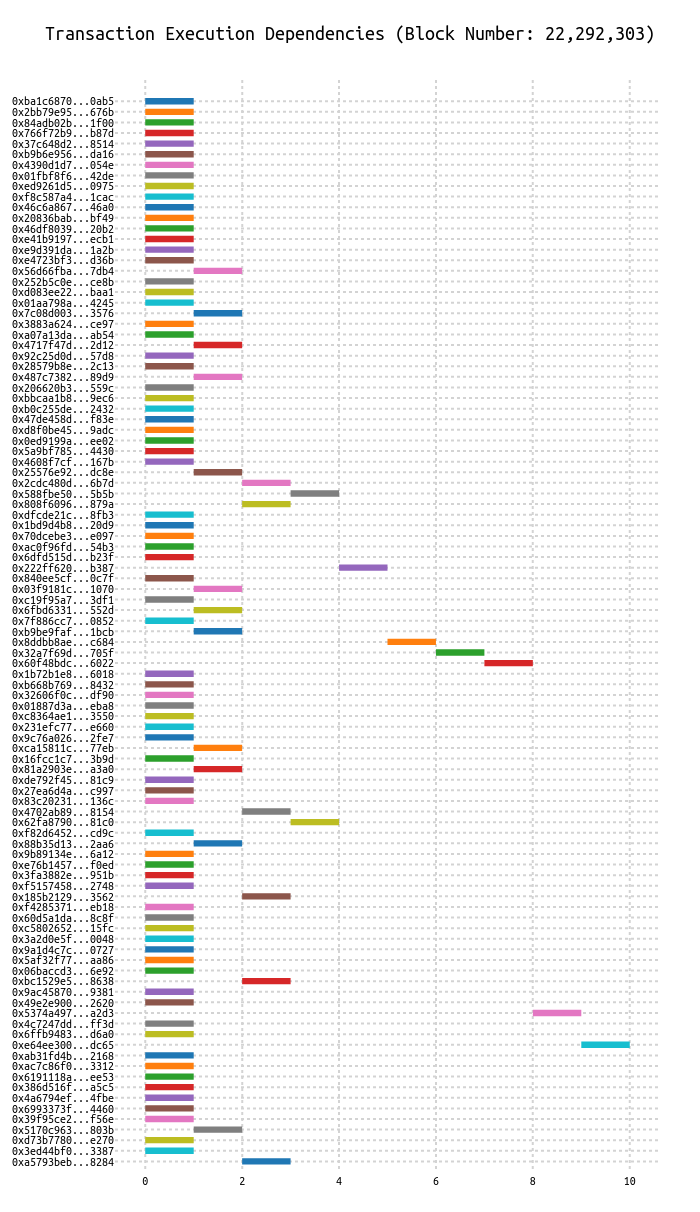 Transaction Execution Dependencies (Block Number: 22,292,303)
0xba1c6870...0ab5
0x2bb79e95...676b
0x84adb02b...1f00
0x766f72b9...b87d
0x37c648d2...8514
0xb9b6e956...da16
0x4390d1d7...054e
0x01fbf8f6...42de
0xed9261d5...0975
0xf8c587a4...1cac
0x46c6a867...46a0
0x20836bab...bf49
0x46df8039...20b2
0xe41b9197...ecb1
0xe9d391da...1a2b
0xe4723bf3...d36b
0x56d66fba...7db4
0x252b5c0e...ce8b
0xd083ee22...baa1
0x01aa798a...4245
0x7c08d003...3576
0x3883a624...ce97
0xa07a13da...ab54
0x4717f47d...2d12
0x92c25d0d...57d8
0x28579b8e...2c13
0x487c7382...89d9
0x206620b3...559c
0xbbcaa1b8...9ec6
0xb0c255de...2432
0x47de458d...f83e
0xd8f0be45...9adc
0x0ed9199a...ee02
0x5a9bf785...4430
0x4608f7cf...167b
0x25576e92...dc8e
0x2cdc480d...6b7d
0x588fbe50...5b5b
0x808f6096...879a
0xdfcde21c...8fb3
0x1bd9d4b8...20d9
0x70dcebe3...e097
0xac0f96fd...54b3
0x6dfd515d...b23f
0x222ff620...b387
0x840ee5cf...0c7f
0x03f9181c...1070
0xc19f95a7...3df1
0x6fbd6331...552d
0x7f886cc7...0852
0xb9be9faf...1bcb
0x8ddbb8ae...c684
0x32a7f69d...705f
0x60f48bdc...6022
0x1b72b1e8...6018
0xb668b769...8432
0x32606f0c...df90
0x01887d3a...eba8
0xc8364ae1...3550
0x231efc77...e660
0x9c76a026...2fe7
0xca15811c...77eb
0x16fcc1c7...3b9d
0x81a2903e...a3a0
0xde792f45...81c9
0x27ea6d4a...c997
0x83c20231...136c
0x4702ab89...8154
0x62fa8790...81c0
0xf82d6452...cd9c
0x88b35d13...2aa6
0x9b89134e...6a12
0xe76b1457...f0ed
0x3fa3882e...951b
0xf5157458...2748
0x185b2129...3562
0xf4285371...eb18
0x60d5a1da...8c8f
0xc5802652...15fc
0x3a2d0e5f...0048
0x9a1d4c7c...0727
0x5af32f77...aa86
0x06baccd3...6e92
0xbc1529e5...8638
0x9ac45870...9381
0x49e2e900...2620
0x5374a497...a2d3
0x4c7247dd...ff3d
0x6ffb9483...d6a0
0xe64ee300...dc65
0xab31fd4b...2168
0xac7c86f0...3312
0x6191118a...ee53
0x386d516f...a5c5
0x4a6794ef...4fbe
0x6993373f...4460
0x39f95ce2...f56e
0x5170c963...803b
0xd73b7780...e270
0x3ed44bf0...3387
0xa5793beb...8284
0 2 4 6 8 10